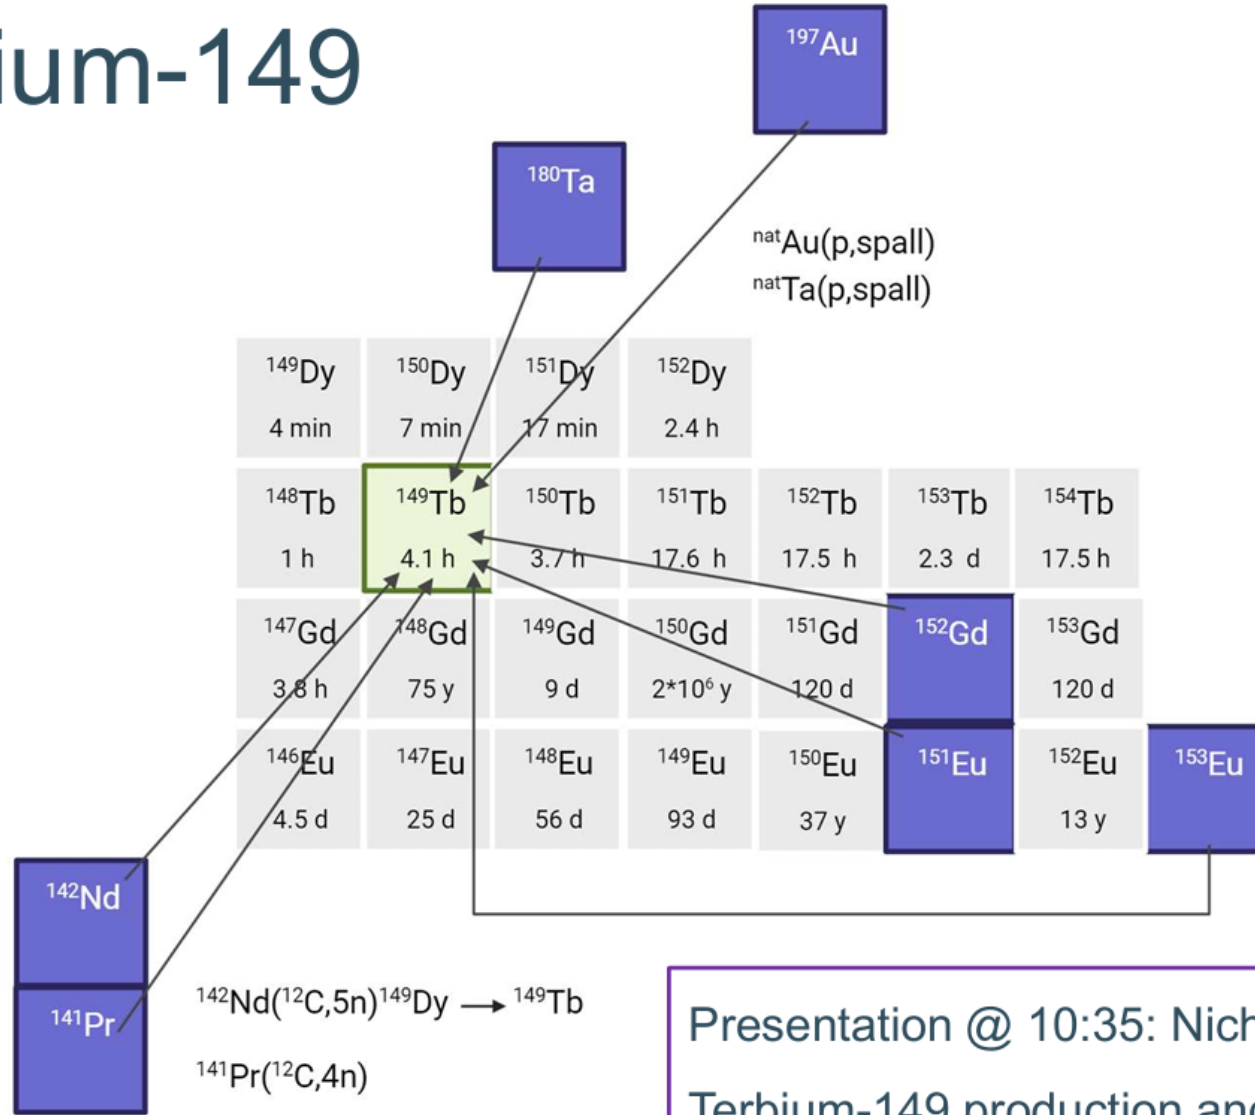 ium-149
¹⁹⁷Au
¹⁸⁰Ta
ⁿᵃᵗAu(p,spall)
ⁿᵃᵗTa(p,spall)
¹⁴⁹Dy ¹⁵⁰Dy ¹⁵¹Dy ¹⁵²Dy
4 min 7 min 17 min 2.4 h
¹⁴⁸Tb ¹⁴⁹Tb ¹⁵⁰Tb ¹⁵¹Tb ¹⁵²Tb ¹⁵³Tb ¹⁵⁴Tb
1 h 4.1 h 3.7 h 17.6 h 17.5 h 2.3 d 17.5 h
¹⁴⁷Gd ¹⁴⁸Gd ¹⁴⁹Gd ¹⁵⁰Gd ¹⁵¹Gd ¹⁵²Gd ¹⁵³Gd
3.8 h 75 y 9 d 2*10⁶ y 120 d 120 d
¹⁴⁶Eu ¹⁴⁷Eu ¹⁴⁸Eu ¹⁴⁹Eu ¹⁵⁰Eu ¹⁵¹Eu ¹⁵²Eu ¹⁵³Eu
4.5 d 25 d 56 d 93 d 37 y 13 y
¹⁴²Nd
¹⁴¹Pr
¹⁴²Nd(¹²C,5n)¹⁴⁹Dy → ¹⁴⁹Tb
¹⁴¹Pr(¹²C,4n)
Presentation @ 10:35: Nich
Terbium-149 production and